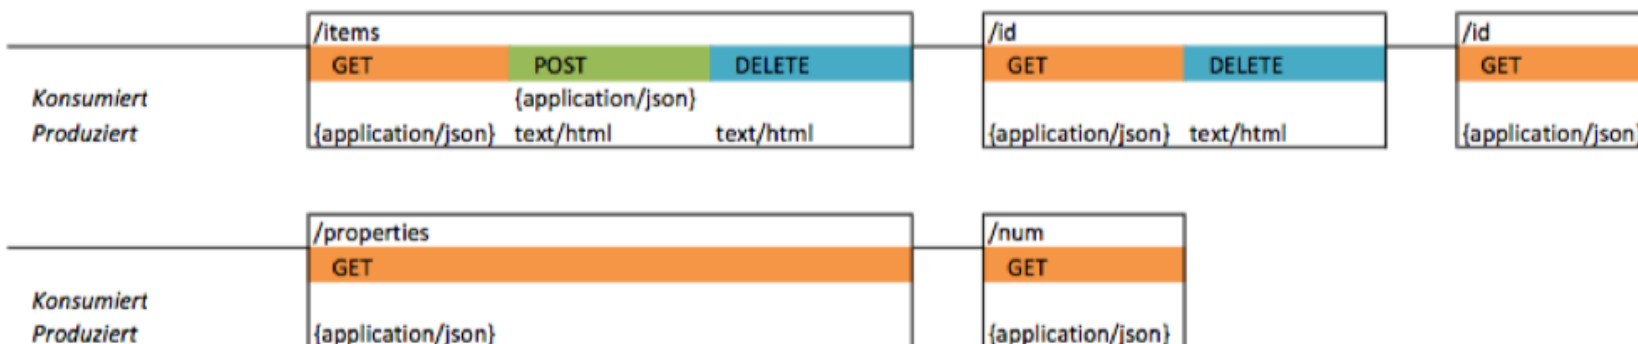 /items /id /id
GET POST DELETE GET DELETE GET
Konsumiert {application/json}
Produziert {application/json} text/html text/html {application/json} text/html {application/json}
/properties /num
GET GET
Konsumiert
Produziert {application/json} {application/json}